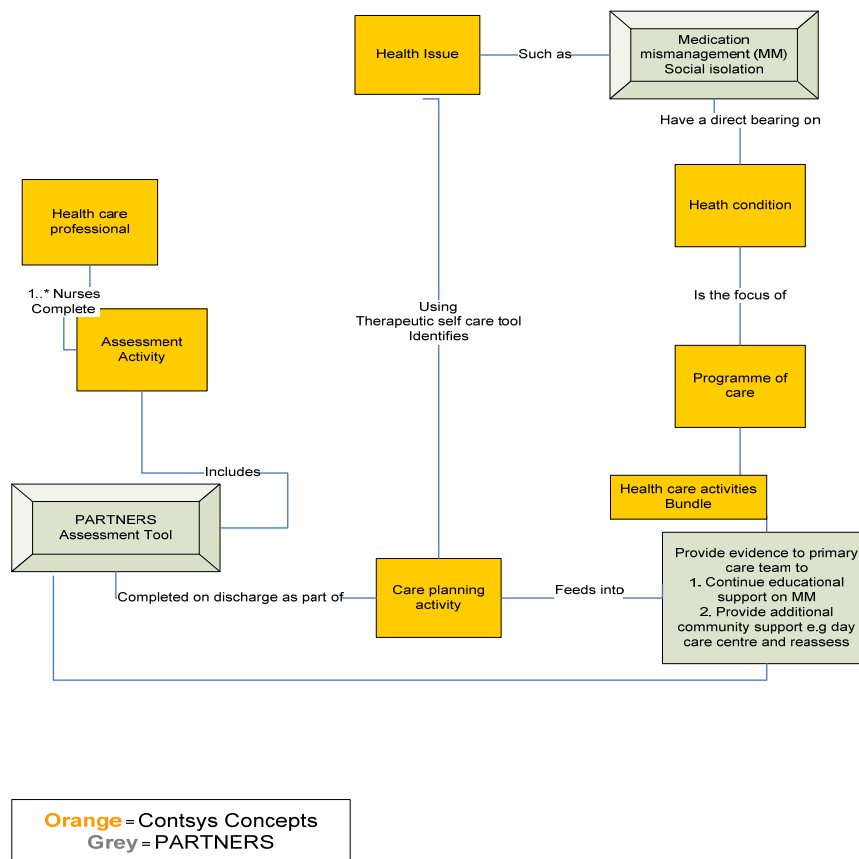 Health Issue
Such as
Medication
mismanagement (MM)
Social isolation
Have a direct bearing on
Heath condition
Health care
professional
1..* Nurses
Complete
Assessment
Activity
Using
Therapeutic self care tool
Identifies
Is the focus of
Programme of
care
Includes
Health care activities
Bundle
PARTNERS
Assessment Tool
Completed on discharge as part of
Care planning
activity
Feeds into
Provide evidence to primary
care team to
1. Continue educational
support on MM
2. Provide additional
community support e.g day
care centre and reassess
Orange = Contsys Concepts
Grey = PARTNERS